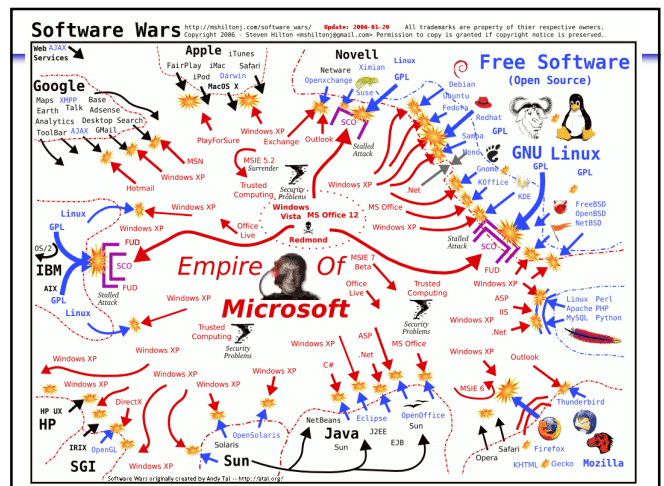 Software Wars
http://mshiltonj.com/software_wars/ Update: 2006-01-29 All trademarks are property of thier respective owners.
Copyright 2006 - Steven Hilton <mshiltonj@gmail.com> Permission to copy is granted if copyright notice is preserved.
Web AJAX
Services
Apple
iTunes
FairPlay
iMac
Safari
iPod
Darwin
MacOS X
Novell
Netware
Ximian
Openxchange
Suse
Linux
GPL
Free Software
(Open Source)
Google
Maps XMPP Base
Earth Talk Adsense
Analytics Desktop Search
ToolBar AJAX GMail
PlayForSure
Windows XP
Exchange
Outlook
SCO
Stalled
Attack
Debian
Ubuntu
Fedora
Redhat
GPL
Samba
Mono
GNU Linux
GPL
GPL
MSN
Windows XP
Hotmail
MSIE 5.2
Surrender
Trusted
Computing
Security
Problems
Windows XP
.Net
Gnome
KOffice
KDE
MS Office
Windows XP
FreeBSD
OpenBSD
NetBSD
Linux
Windows XP
Office
Live
Windows
Vista
MS Office 12
Redmond
Stalled
Attack
SCO
FUD
GPL
OS/2
IBM
AIX
GPL
Linux
FUD
SCO
FUD
Stalled
Attack
Empire Of
Microsoft
MSIE 7
Beta
Office
Live
Trusted
Computing
Security
Problems
Windows XP
ASP
IIS
.Net
Linux Perl
Apache PHP
MySQL Python
Windows XP
Trusted
Computing
Security
Problems
Windows XP
Windows XP
Windows XP
Windows XP
Windows XP
Windows XP
C#
ASP
.Net
MS Office
Windows XP
Outlook
MSIE 6
Thunderbird
HP UX
HP
DirectX
IRIX
OpenGL
SGI
Windows XP
OpenSolaris
Solaris
Sun
NetBeans
Eclipse
OpenOffice
Java
J2EE
Sun
Sun
EJB
Opera
Safari
Firefox
KHTML
Gecko
Mozilla
Software Wars originally created by Andy Tai -- http://atai.org/